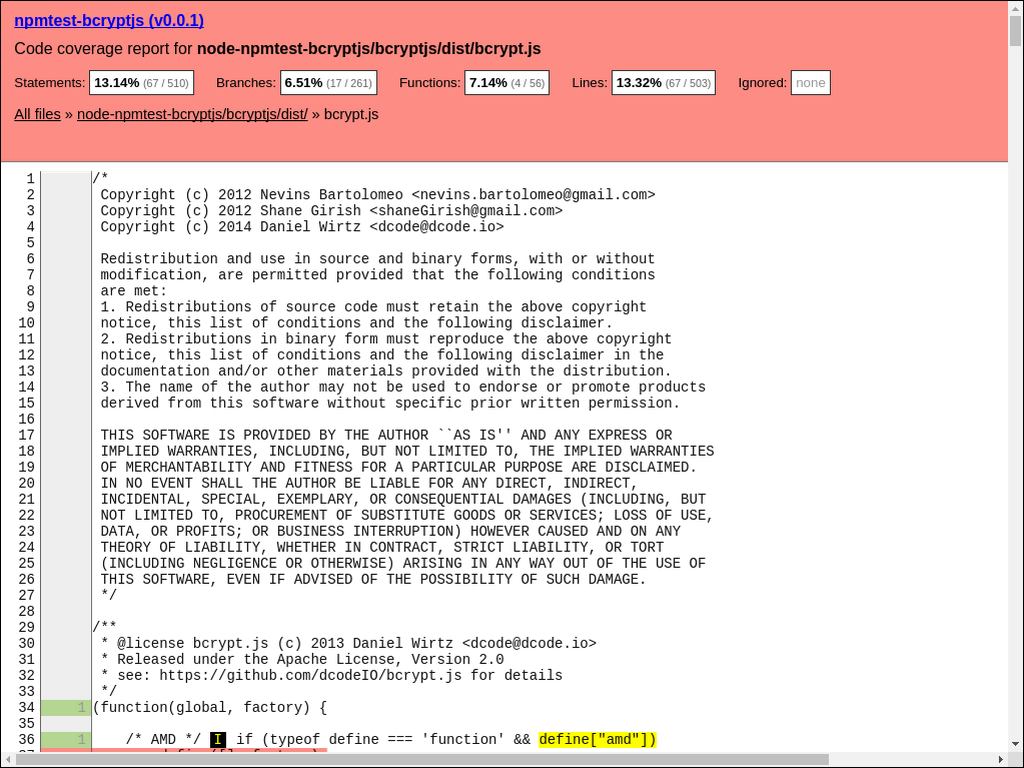 npmtest-bcryptjs (v0.0.1)
Code coverage report for node-npmtest-bcryptjs/bcryptjs/dist/bcrypt.js
Statements: 13.14% (67 / 510) Branches: 6.51% (17 / 261) Functions: 7.14% (4 / 56) Lines: 13.32% (67 / 503) Ignored: none
All files » node-npmtest-bcryptjs/bcryptjs/dist/ » bcrypt.js
1 /*
2 Copyright (c) 2012 Nevins Bartolomeo <nevins.bartolomeo@gmail.com>
3 Copyright (c) 2012 Shane Girish <shaneGirish@gmail.com>
4 Copyright (c) 2014 Daniel Wirtz <dcode@dcode.io>
5
6 Redistribution and use in source and binary forms, with or without
7 modification, are permitted provided that the following conditions
8 are met:
9 1. Redistributions of source code must retain the above copyright
10 notice, this list of conditions and the following disclaimer.
11 2. Redistributions in binary form must reproduce the above copyright
12 notice, this list of conditions and the following disclaimer in the
13 documentation and/or other materials provided with the distribution.
14 3. The name of the author may not be used to endorse or promote products
15 derived from this software without specific prior written permission.
16
17 THIS SOFTWARE IS PROVIDED BY THE AUTHOR ``AS IS'' AND ANY EXPRESS OR
18 IMPLIED WARRANTIES, INCLUDING, BUT NOT LIMITED TO, THE IMPLIED WARRANTIES
19 OF MERCHANTABILITY AND FITNESS FOR A PARTICULAR PURPOSE ARE DISCLAIMED.
20 IN NO EVENT SHALL THE AUTHOR BE LIABLE FOR ANY DIRECT, INDIRECT,
21 INCIDENTAL, SPECIAL, EXEMPLARY, OR CONSEQUENTIAL DAMAGES (INCLUDING, BUT
22 NOT LIMITED TO, PROCUREMENT OF SUBSTITUTE GOODS OR SERVICES; LOSS OF USE,
23 DATA, OR PROFITS; OR BUSINESS INTERRUPTION) HOWEVER CAUSED AND ON ANY
24 THEORY OF LIABILITY, WHETHER IN CONTRACT, STRICT LIABILITY, OR TORT
25 (INCLUDING NEGLIGENCE OR OTHERWISE) ARISING IN ANY WAY OUT OF THE USE OF
26 THIS SOFTWARE, EVEN IF ADVISED OF THE POSSIBILITY OF SUCH DAMAGE.
27 */
28
29 /**
30 * @license bcrypt.js (c) 2013 Daniel Wirtz <dcode@dcode.io>
31 * Released under the Apache License, Version 2.0
32 * see: https://github.com/dcodeIO/bcrypt.js for details
33 */
34 1 (function(global, factory) {
35
36 1 /* AMD */ I if (typeof define === 'function' && define["amd"])